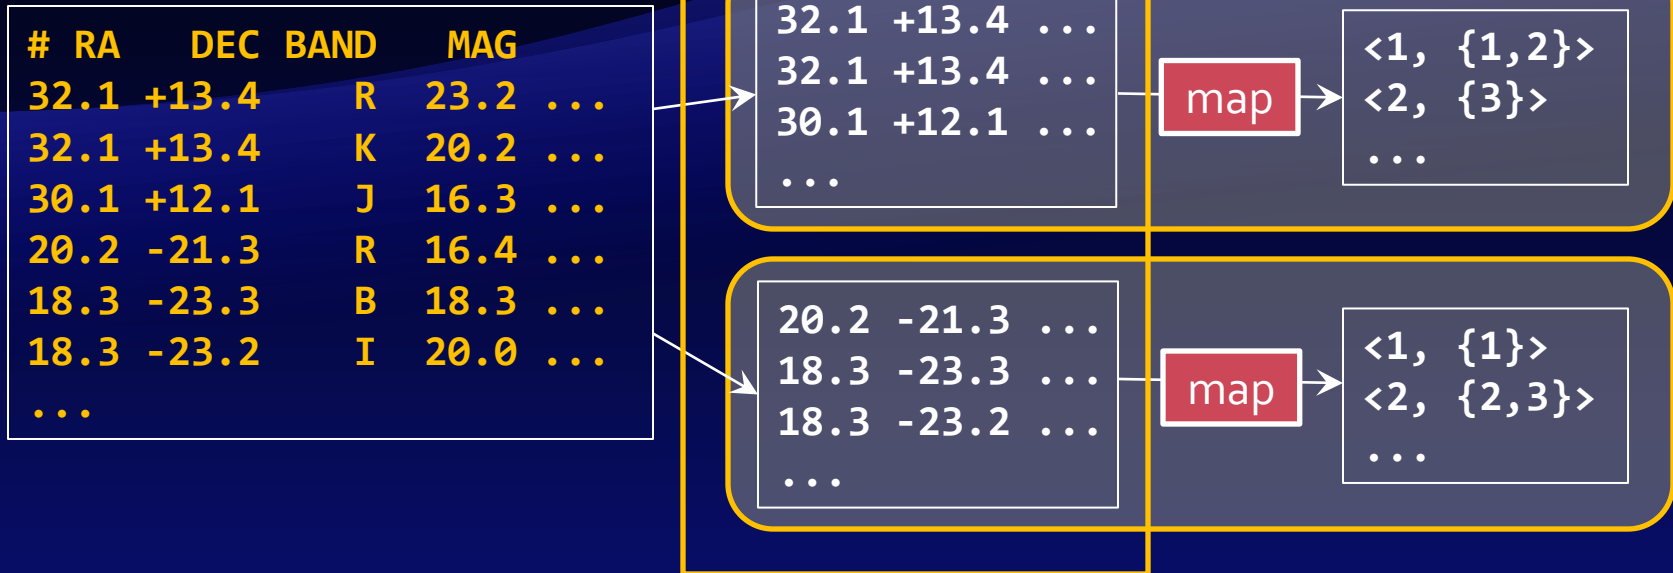 # RA   DEC BAND   MAG
32.1 +13.4    R  23.2 ...
32.1 +13.4    K  20.2 ...
30.1 +12.1    J  16.3 ...
20.2 -21.3    R  16.4 ...
18.3 -23.3    B  18.3 ...
18.3 -23.2    I  20.0 ...
...
32.1 +13.4 ...
32.1 +13.4 ...
30.1 +12.1 ...
...
map
<1, {1,2}>
<2, {3}>
...
20.2 -21.3 ...
18.3 -23.3 ...
18.3 -23.2 ...
...
map
<1, {1}>
<2, {2,3}>
...